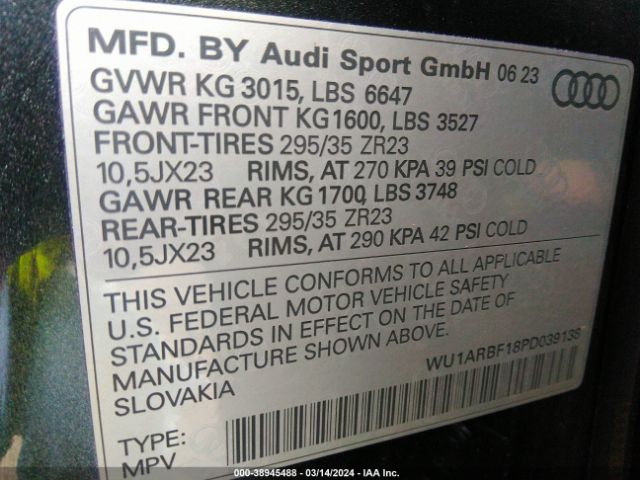 MFD. BY Audi Sport GmbH 06 23
GVWR KG 3015, LBS 6647
GAWR FRONT KG1600, LBS 3527
FRONT-TIRES 295/35 ZR23
10,5JX23 RIMS, AT 270 KPA 39 PSI COLD
GAWR REAR KG 1700, LBS 3748
REAR-TIRES 295/35 ZR23
10,5JX23 RIMS, AT 290 KPA 42 PSI COLD
THIS VEHICLE CONFORMS TO ALL APPLICABLE
U.S. FEDERAL MOTOR VEHICLE SAFETY
STANDARDS IN EFFECT ON THE DATE OF
MANUFACTURE SHOWN ABOVE.
SLOVAKIA
WU1ARBF18PD039138
TYPE:
MPV
000-38945488 - 03/14/2024 - IAA Inc.